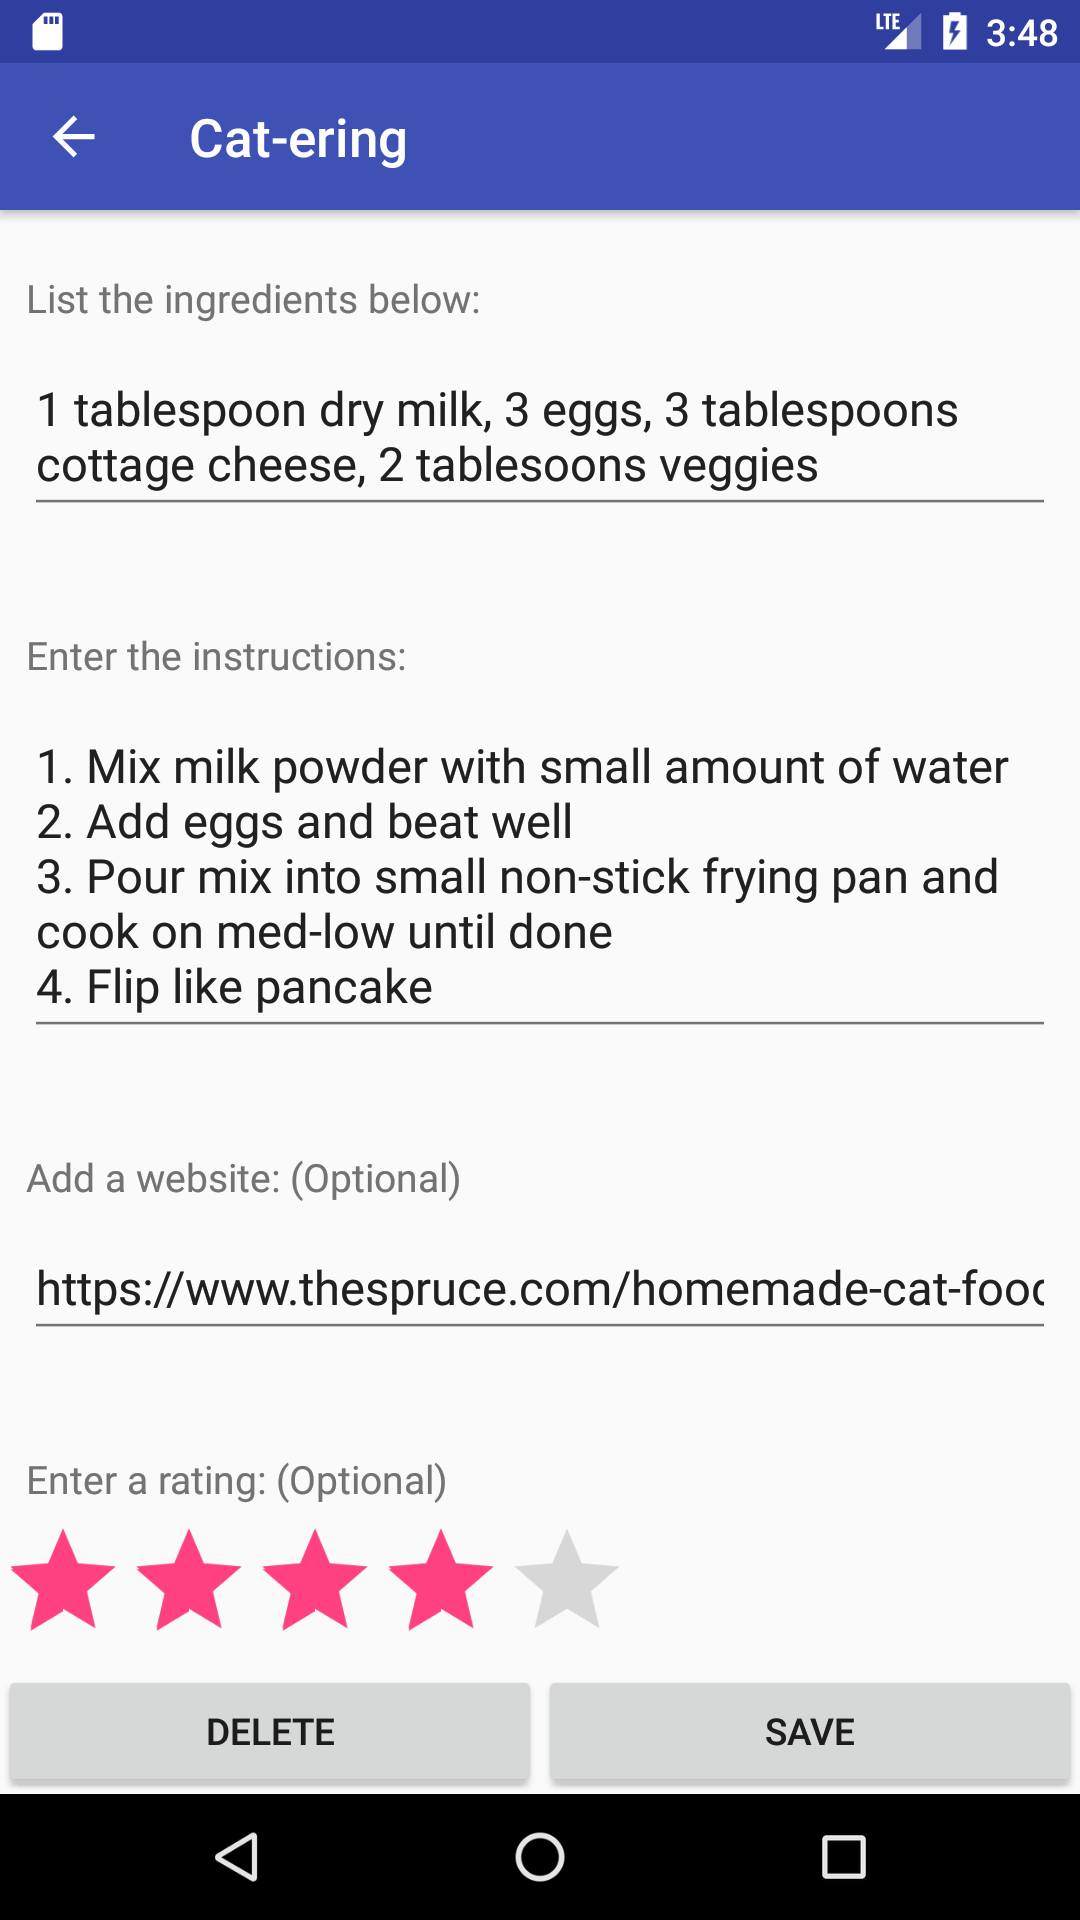 LTE 3:48
Cat-ering
List the ingredients below:
1 tablespoon dry milk, 3 eggs, 3 tablespoons
cottage cheese, 2 tablesoons veggies
Enter the instructions:
1. Mix milk powder with small amount of water
2. Add eggs and beat well
3. Pour mix into small non-stick frying pan and
cook on med-low until done
4. Flip like pancake
Add a website: (Optional)
https://www.thespruce.com/homemade-cat-food
Enter a rating: (Optional)
DELETE SAVE